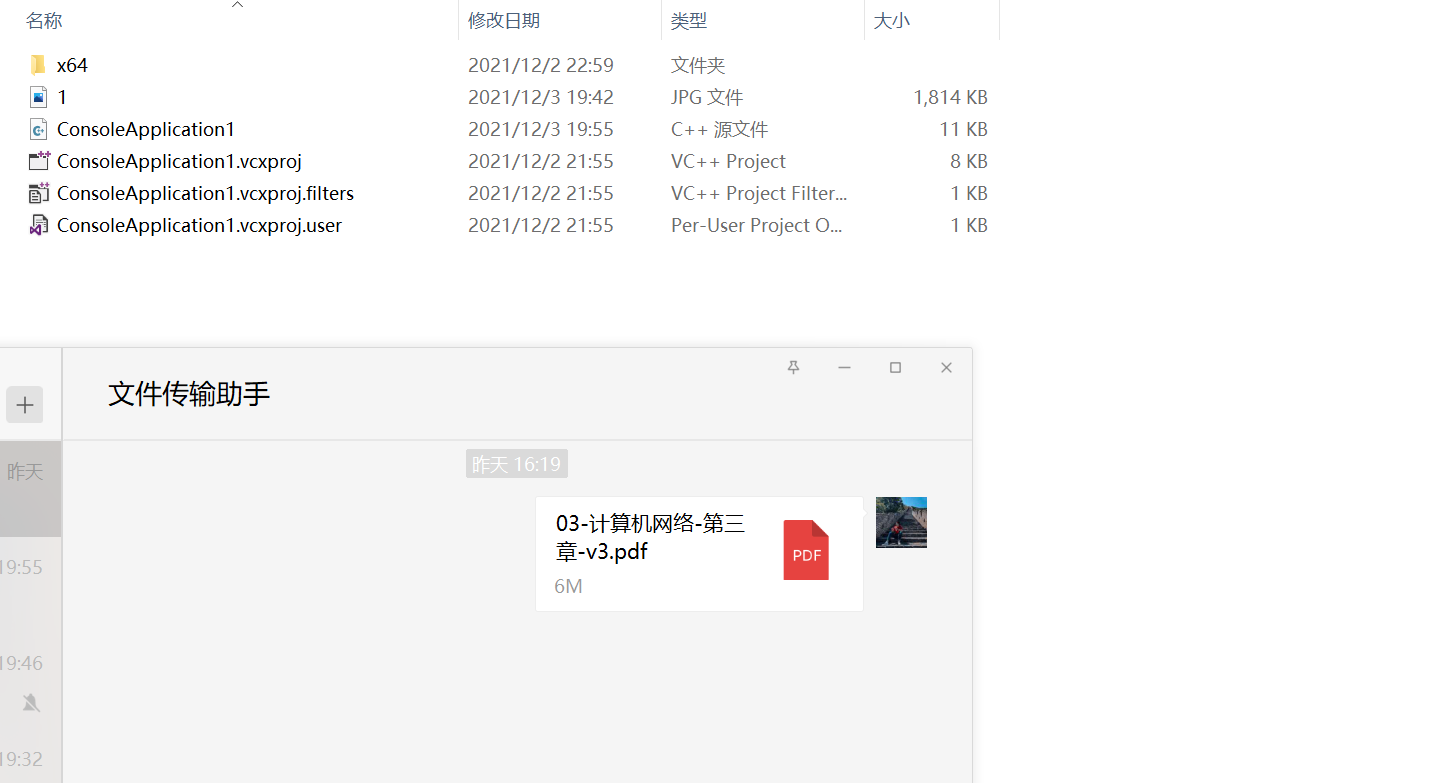 名称 修改日期 类型 大小
x64 2021/12/2 22:59 文件夹
1 2021/12/3 19:42 JPG 文件 1,814 KB
ConsoleApplication1 2021/12/3 19:55 C++ 源文件 11 KB
ConsoleApplication1.vcxproj 2021/12/2 21:55 VC++ Project 8 KB
ConsoleApplication1.vcxproj.filters 2021/12/2 21:55 VC++ Project Filter... 1 KB
ConsoleApplication1.vcxproj.user 2021/12/2 21:55 Per-User Project O... 1 KB
文件传输助手
昨天
昨天 16:19
03-计算机网络-第三
章-v3.pdf
PDF
6M
19:55
19:46
19:32